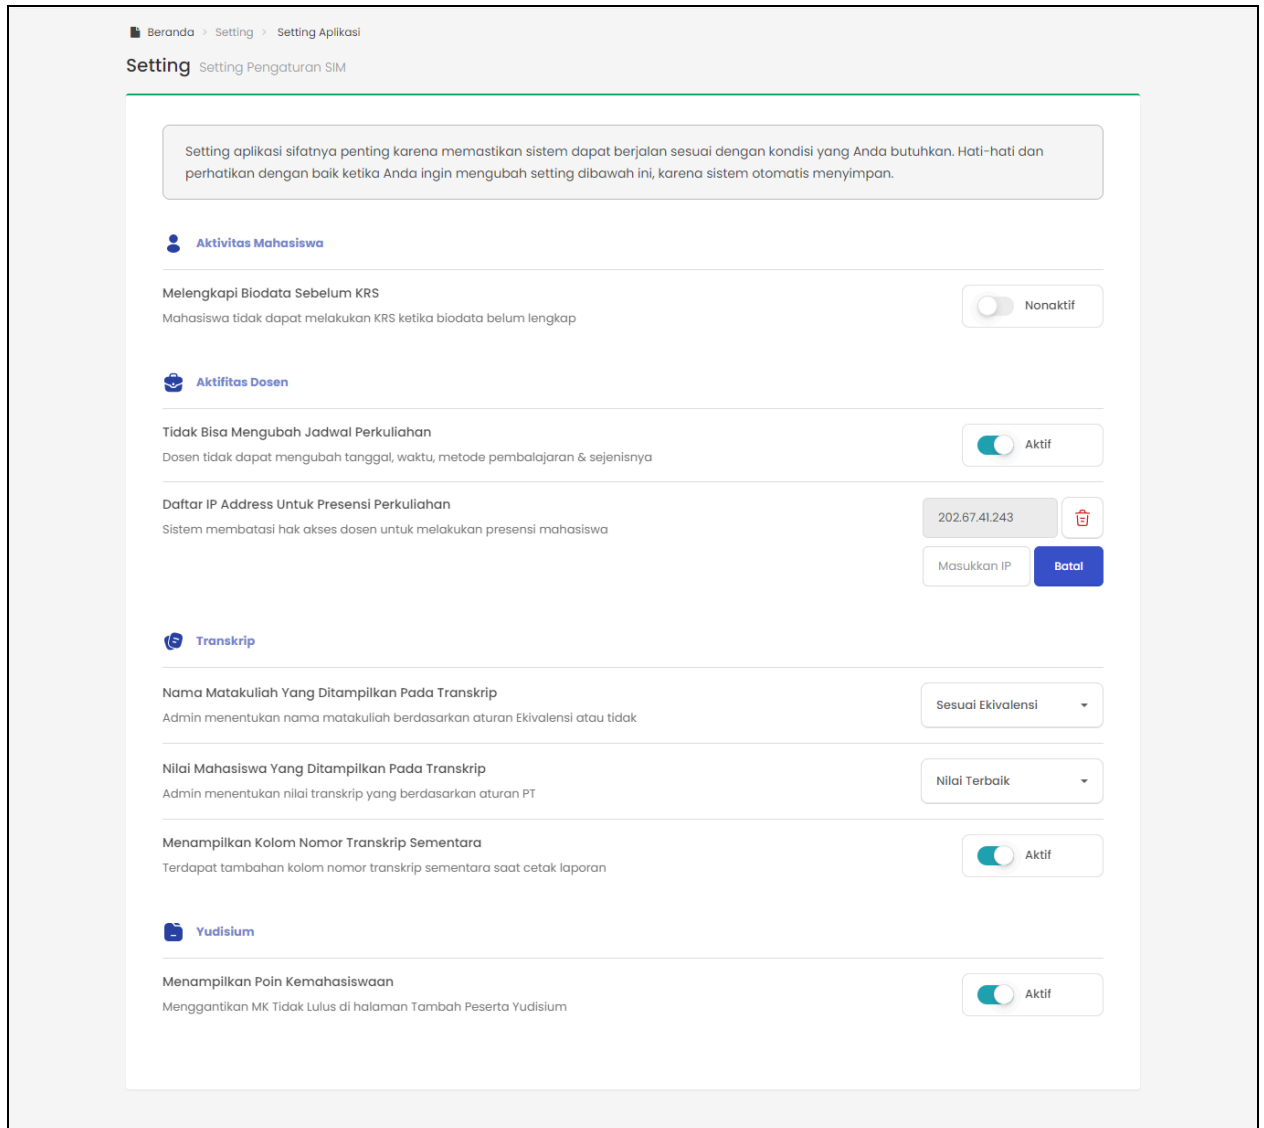 Beranda > Setting > Setting Aplikasi
Setting Setting Pengaturan SIM
Setting aplikasi sifatnya penting karena memastikan sistem dapat berjalan sesuai dengan kondisi yang Anda butuhkan. Hati-hati dan
perhatikan dengan baik ketika Anda ingin mengubah setting dibawah ini, karena sistem otomatis menyimpan.
Aktivitas Mahasiswa
Melengkapi Biodata Sebelum KRS
Mahasiswa tidak dapat melakukan KRS ketika biodata belum lengkap
Nonaktif
Aktifitas Dosen
Tidak Bisa Mengubah Jadwal Perkuliahan
Dosen tidak dapat mengubah tanggal, waktu, metode pembalajaran & sejenisnya
Aktif
Daftar IP Address Untuk Presensi Perkuliahan
Sistem membatasi hak akses dosen untuk melakukan presensi mahasiswa
202.67.41.243
Masukkan IP
Batal
Transkrip
Nama Matakuliah Yang Ditampilkan Pada Transkrip
Admin menentukan nama matakuliah berdasarkan aturan Ekivalensi atau tidak
Sesuai Ekivalensi
Nilai Mahasiswa Yang Ditampilkan Pada Transkrip
Admin menentukan nilai transkrip yang berdasarkan aturan PT
Nilai Terbaik
Menampilkan Kolom Nomor Transkrip Sementara
Terdapat tambahan kolom nomor transkrip sementara saat cetak laporan
Aktif
Yudisium
Menampilkan Poin Kemahasiswaan
Menggantikan MK Tidak Lulus di halaman Tambah Peserta Yudisium
Aktif